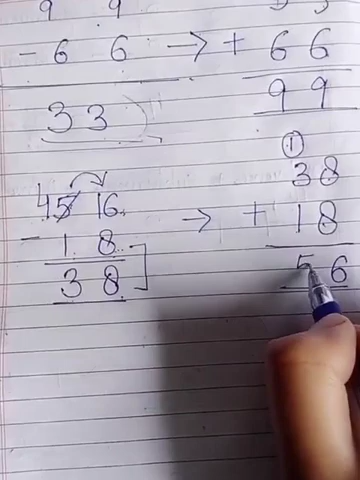 9 9
- 6 6 → + 6 6
3 3 9 9
①
3 8
4 5 16
- 1 8 → + 1 8
3 8 5 6